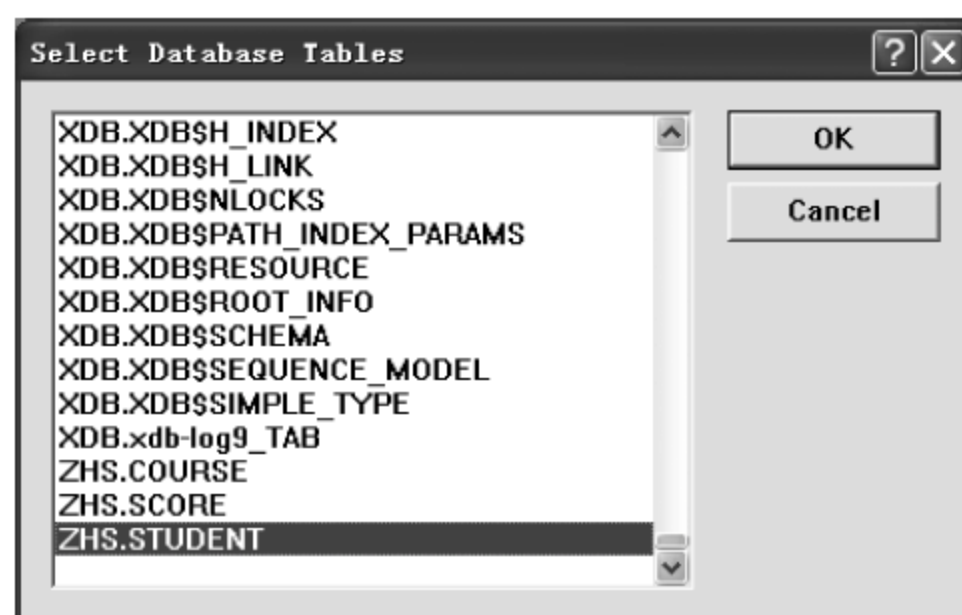 Select Database Tables
XDB.XDB$H_INDEX
XDB.XDB$H_LINK
XDB.XDB$NLOCKS
XDB.XDB$PATH_INDEX_PARAMS
XDB.XDB$RESOURCE
XDB.XDB$ROOT_INFO
XDB.XDB$SCHEMA
XDB.XDB$SEQUENCE_MODEL
XDB.XDB$SIMPLE_TYPE
XDB.xdb-log9_TAB
ZHS.COURSE
ZHS.SCORE
ZHS.STUDENT
OK
Cancel